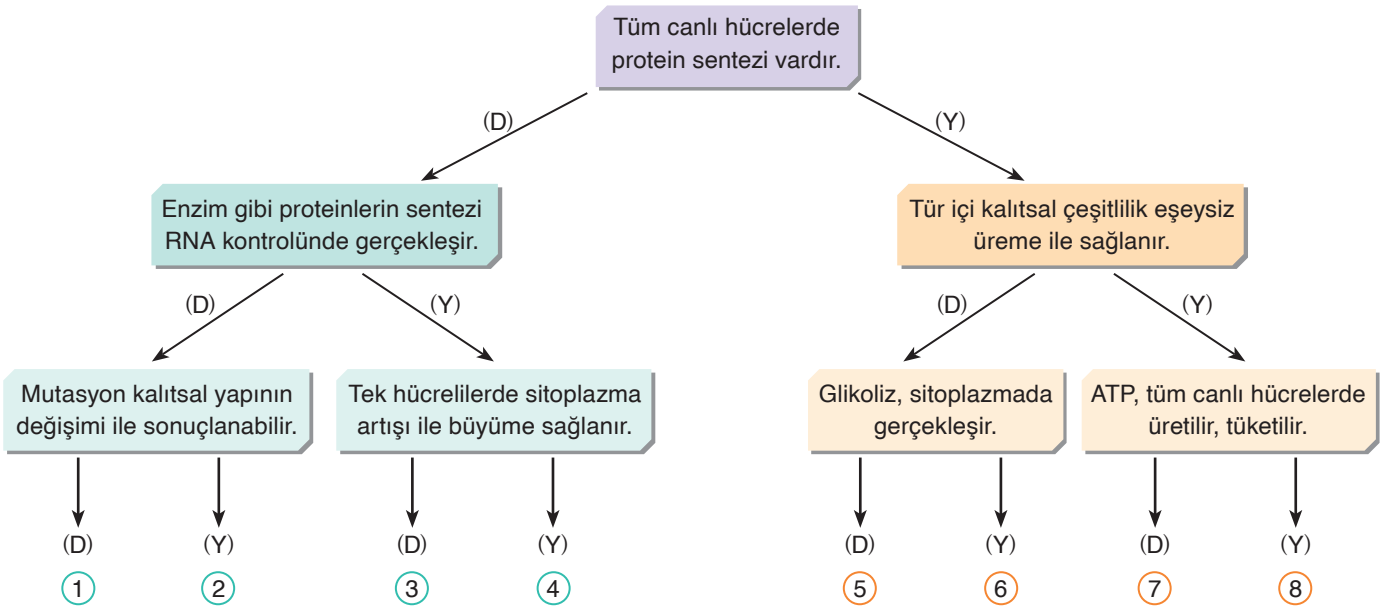 Tüm canlı hücrelerde
protein sentezi vardır.
(D)
(Y)
Enzim gibi proteinlerin sentezi
RNA kontrolünde gerçekleşir.
Tür içi kalıtsal çeşitlilik eşeysiz
üreme ile sağlanır.
(D)
(Y)
(D)
(Y)
Mutasyon kalıtsal yapının
değişimi ile sonuçlanabilir.
Tek hücrelilerde sitoplazma
artışı ile büyüme sağlanır.
Glikoliz, sitoplazmada
gerçekleşir.
ATP, tüm canlı hücrelerde
üretilir, tüketilir.
(D)
(Y)
(D)
(Y)
(D)
(Y)
(D)
(Y)
1
2
3
4
5
6
7
8